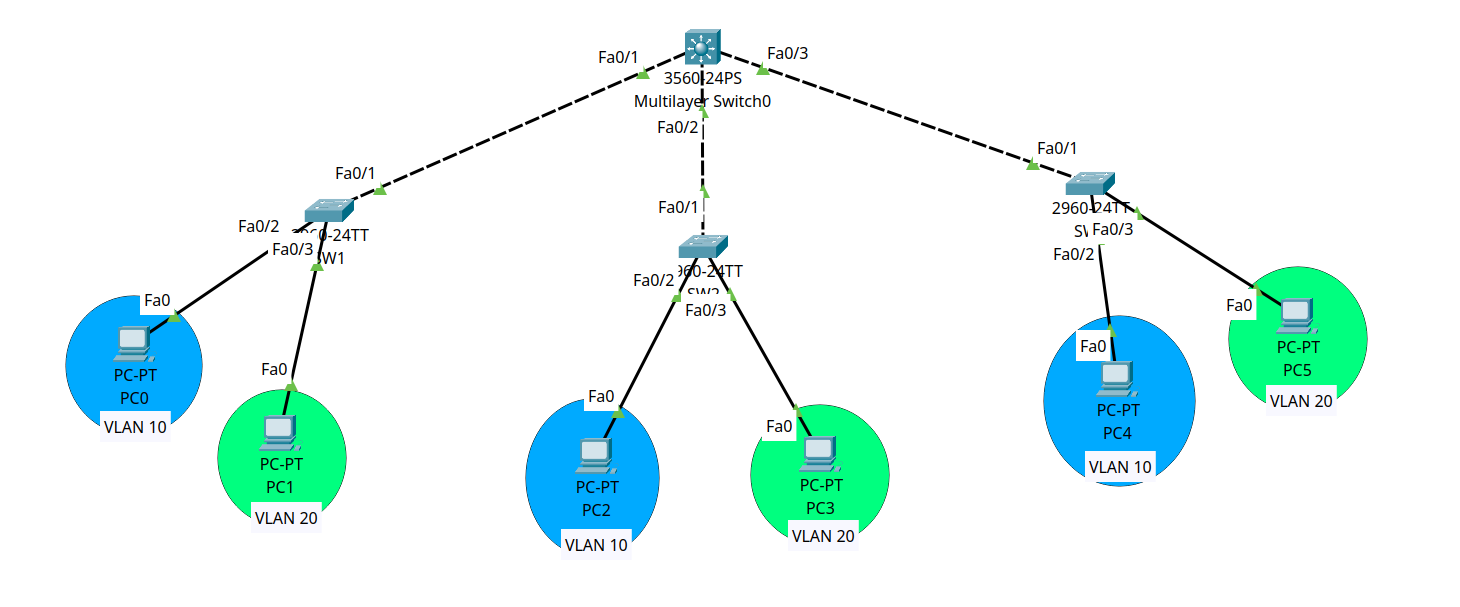 Fa0/1
Fa0/3
3560-24PS
Multilayer Switch0
Fa0/2
Fa0/1
Fa0/1
Fa0/1
2960-24TT
Fa0/2
Fa0/3
SW1
2960-24TT
Fa0/3
Fa0/2
Fa0/2
SW2
Fa0/3
Fa0
PC-PT
PC0
VLAN 10
Fa0
PC-PT
PC1
VLAN 20
Fa0
PC-PT
PC2
VLAN 10
Fa0
PC-PT
PC3
VLAN 20
Fa0
PC-PT
PC4
VLAN 10
Fa0
PC-PT
PC5
VLAN 20